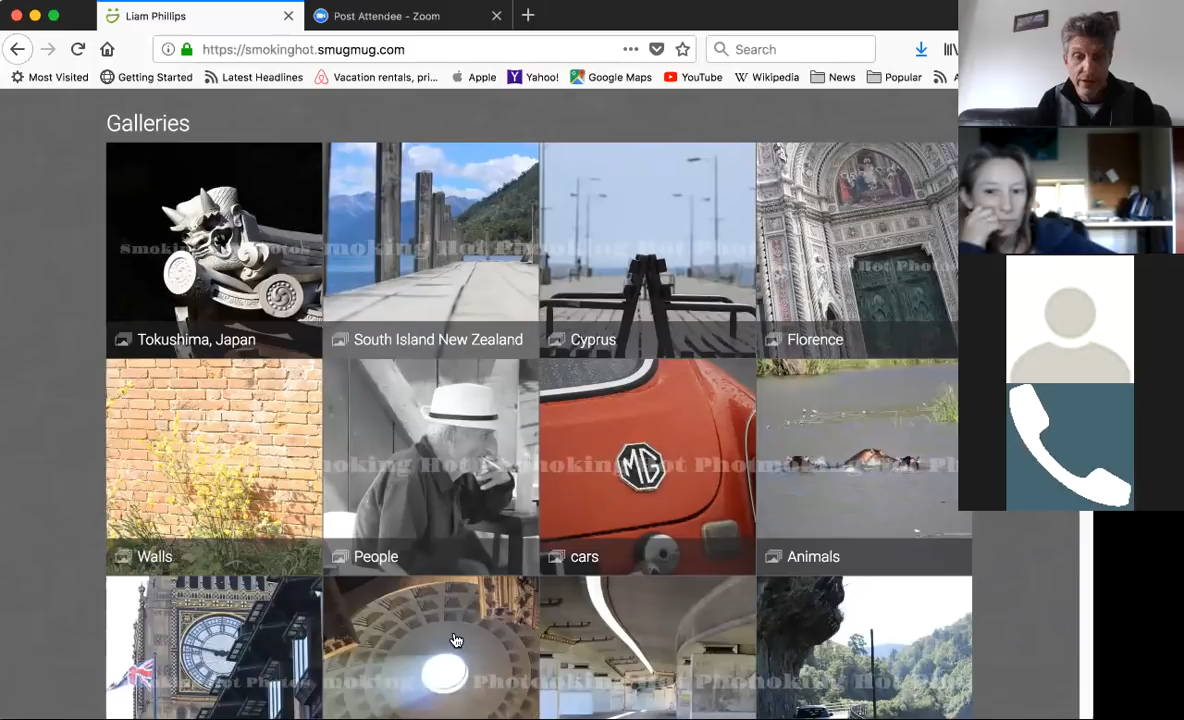 Liam Phillips
Post Attendee - Zoom
https://smokinghot.smugmug.com
Search
Most Visited
Getting Started
Latest Headlines
Vacation rentals, pri...
Apple
Yahoo!
Google Maps
YouTube
Wikipedia
News
Popular
Galleries
Tokushima, Japan
South Island New Zealand
Cyprus
Florence
Walls
People
MG
cars
Animals